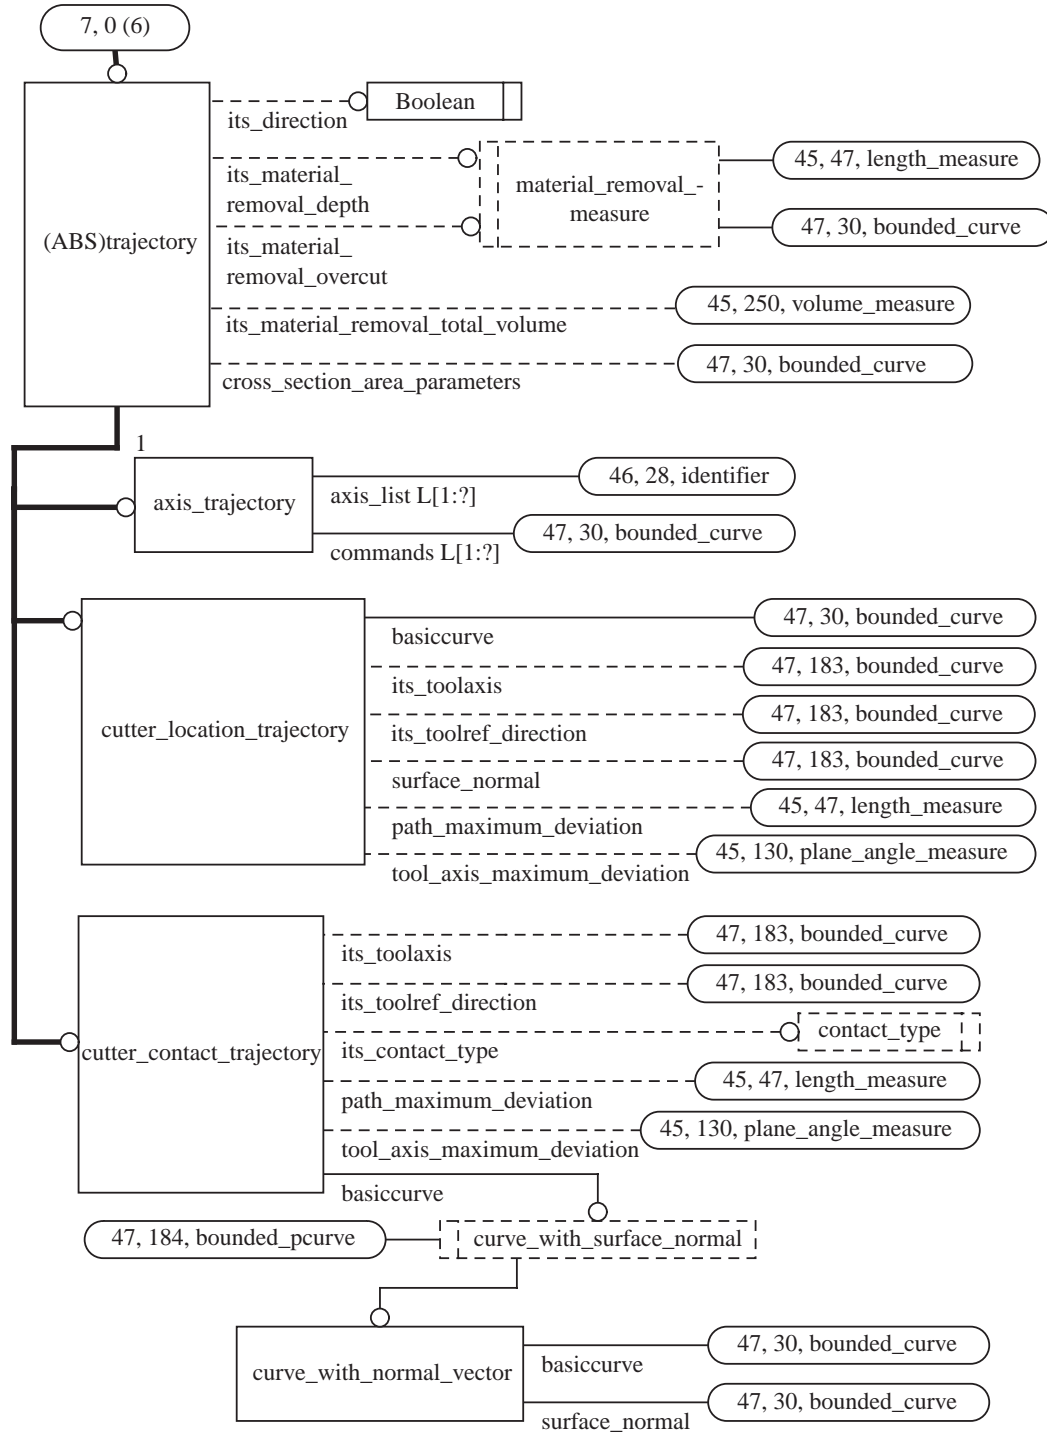 7, 0 (6)
(ABS)trajectory
its_direction
Boolean
its_material_
removal_depth
its_material_
removal_overcut
material_removal_-
measure
45, 47, length_measure
47, 30, bounded_curve
its_material_removal_total_volume
45, 250, volume_measure
cross_section_area_parameters
47, 30, bounded_curve
1
axis_trajectory
axis_list L[1:?]
46, 28, identifier
commands L[1:?]
47, 30, bounded_curve
cutter_location_trajectory
basiccurve
47, 30, bounded_curve
its_toolaxis
47, 183, bounded_curve
its_toolref_direction
47, 183, bounded_curve
surface_normal
47, 183, bounded_curve
path_maximum_deviation
45, 47, length_measure
tool_axis_maximum_deviation
45, 130, plane_angle_measure
cutter_contact_trajectory
its_toolaxis
47, 183, bounded_curve
its_toolref_direction
47, 183, bounded_curve
its_contact_type
contact_type
path_maximum_deviation
45, 47, length_measure
tool_axis_maximum_deviation
45, 130, plane_angle_measure
basiccurve
47, 184, bounded_pcurve
curve_with_surface_normal
curve_with_normal_vector
basiccurve
47, 30, bounded_curve
surface_normal
47, 30, bounded_curve